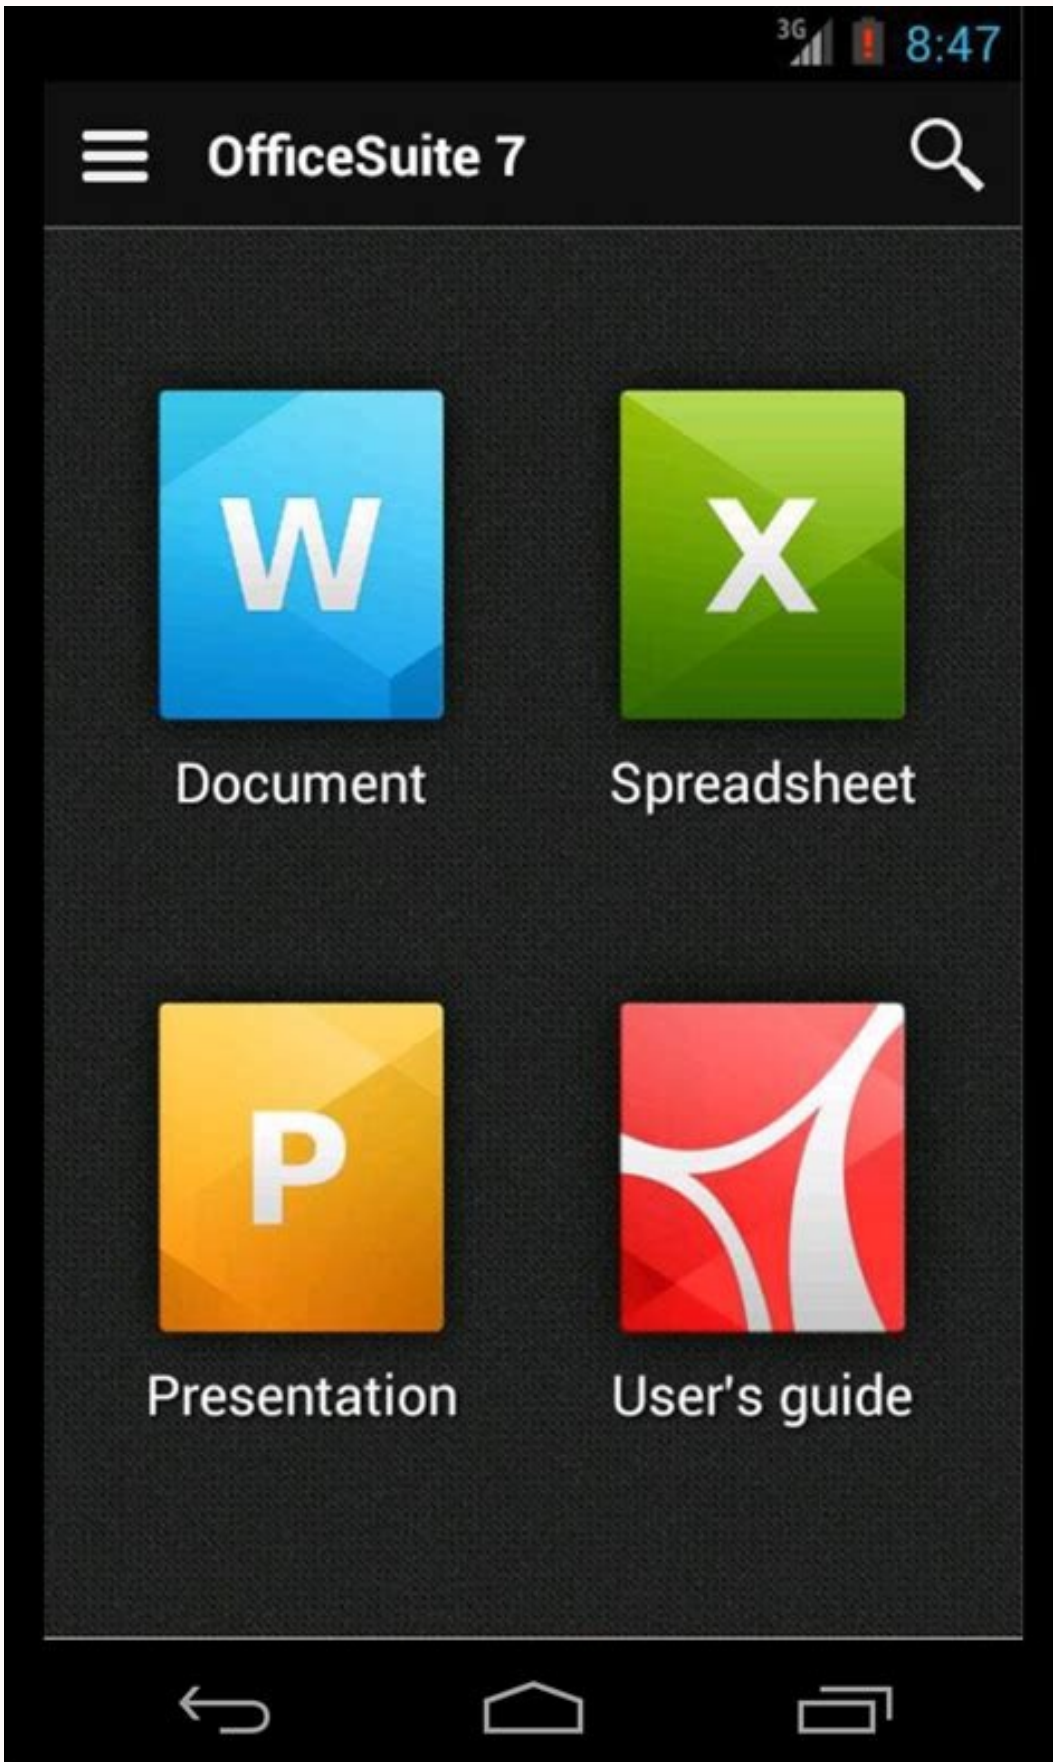 3G 8:47
OfficeSuite 7
W X
Document Spreadsheet
P
Presentation User's guide